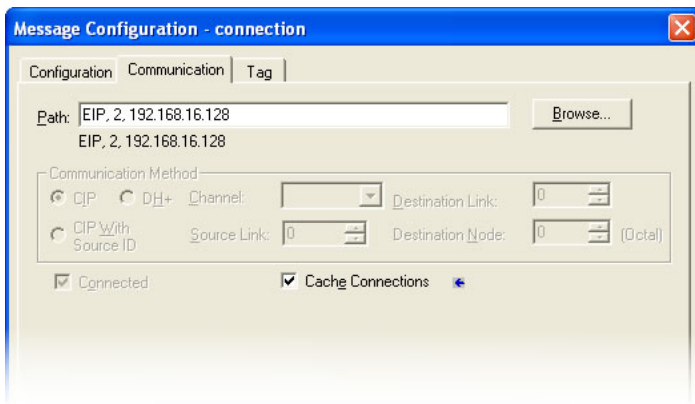 Message Configuration - connection
Configuration Communication Tag
Path: EIP, 2, 192.168.16.128 Browse...
EIP, 2, 192.168.16.128
Communication Method
CIP DH+ Channel: Destination Link: 0
CIP With Source ID Source Link: 0 Destination Node: 0 (Octal)
Connected Cache Connections